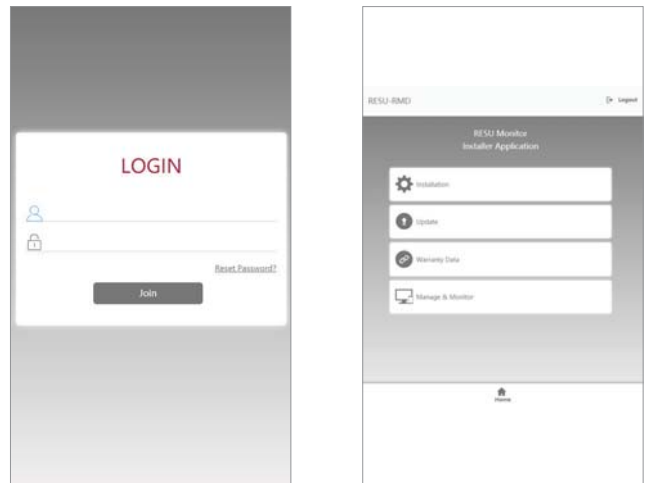 LOGIN
Reset Password?
Join
RESU-RMD
Logout
RESU Monitor
Installer Application
Installation
Update
Warranty Data
Manage & Monitor
Home